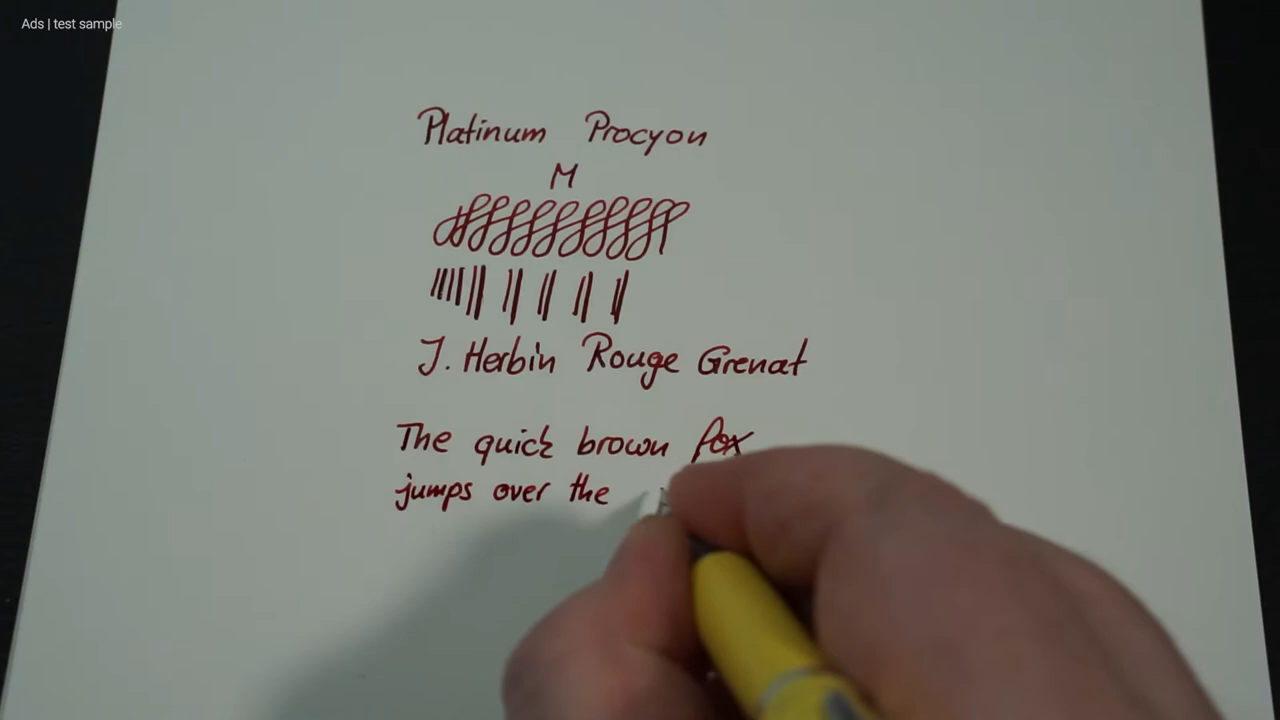 Ads | test sample
Platinum Procyon
M
J. Herbin Rouge Grenat
The quick brown fox
jumps over the